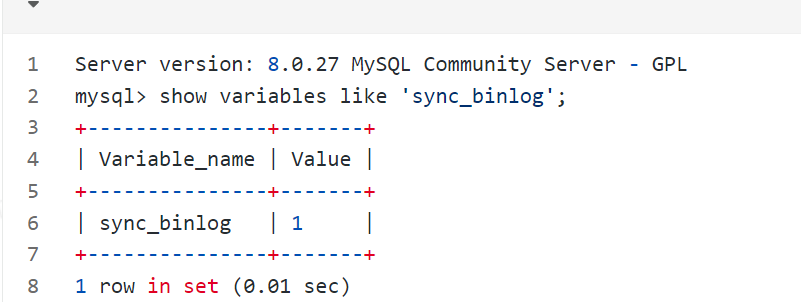 1 Server version: 8.0.27 MySQL Community Server - GPL
2 mysql> show variables like 'sync_binlog';
3 +---------------+-------+
4 | Variable_name | Value |
5 +---------------+-------+
6 | sync_binlog   | 1     |
7 +---------------+-------+
8 1 row in set (0.01 sec)